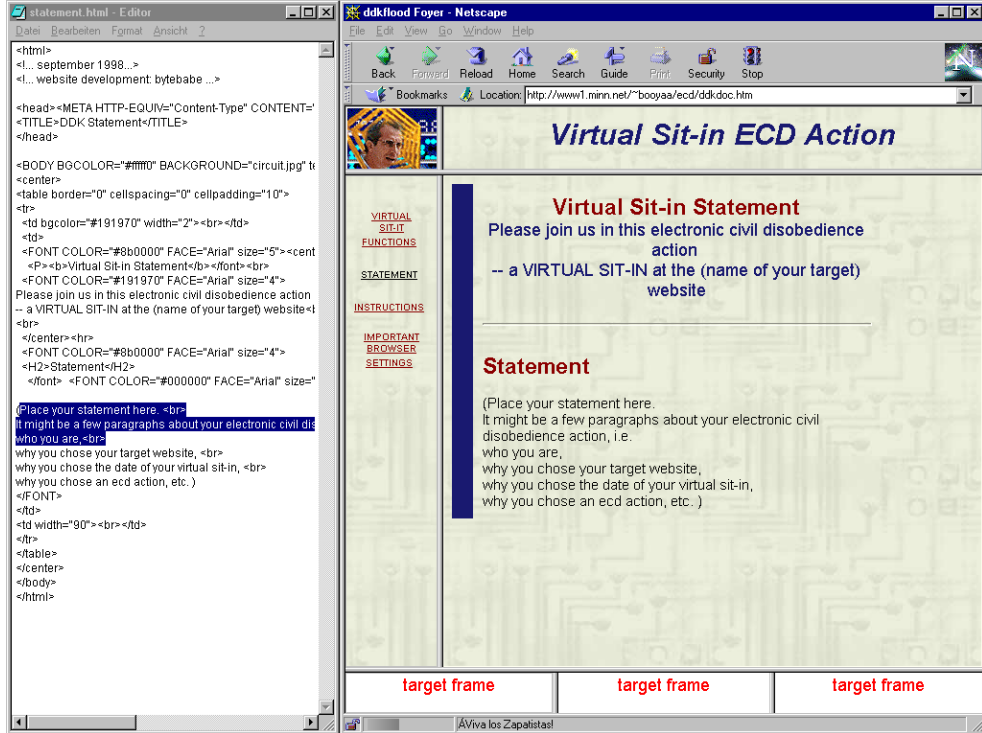 statement.html - Editor
Datei Bearbeiten Format Ansicht ?
<html>
<!... september 1998...>
<!... website development: bytebabe ...>
<head><META HTTP-EQUIV="Content-Type" CONTENT="
<TITLE>DDK Statement</TITLE>
</head>
<BODY BGCOLOR="#fffff0" BACKGROUND="circuit.jpg" te
<center>
<table border="0" cellspacing="0" cellpadding="10">
<tr>
<td bgcolor="#191970" width="2"><br></td>
<td>
<FONT COLOR="#8b0000" FACE="Arial" size="5"><cent
<P><b>Virtual Sit-in Statement</b></font><br>
<FONT COLOR="#191970" FACE="Arial" size="4">
Please join us in this electronic civil disobedience action
-- a VIRTUAL SIT-IN at the (name of your target) website<b
<br>
</center><hr>
<FONT COLOR="#8b0000" FACE="Arial" size="4">
<H2>Statement</H2>
</font> <FONT COLOR="#000000" FACE="Arial" size="
(Place your statement here. <br>
It might be a few paragraphs about your electronic civil dis
who you are,<br>
why you chose your target website, <br>
why you chose the date of your virtual sit-in, <br>
why you chose an ecd action, etc. )
</FONT>
</td>
<td width="90"><br></td>
</tr>
</table>
</center>
</body>
</html>
ddkflood Foyer - Netscape
File Edit View Go Window Help
Back Forward Reload Home Search Guide Print Security Stop
Bookmarks Location: http://www1.minn.net/~booyaa/ecd/ddkdoc.htm
N
Virtual Sit-in ECD Action
VIRTUAL
SIT-IT
FUNCTIONS
STATEMENT
INSTRUCTIONS
IMPORTANT
BROWSER
SETTINGS
Virtual Sit-in Statement
Please join us in this electronic civil disobedience
action
-- a VIRTUAL SIT-IN at the (name of your target)
website
Statement
(Place your statement here.
It might be a few paragraphs about your electronic civil
disobedience action, i.e.
who you are,
why you chose your target website,
why you chose the date of your virtual sit-in,
why you chose an ecd action, etc. )
target frame target frame target frame
ÁViva los Zapatistas!